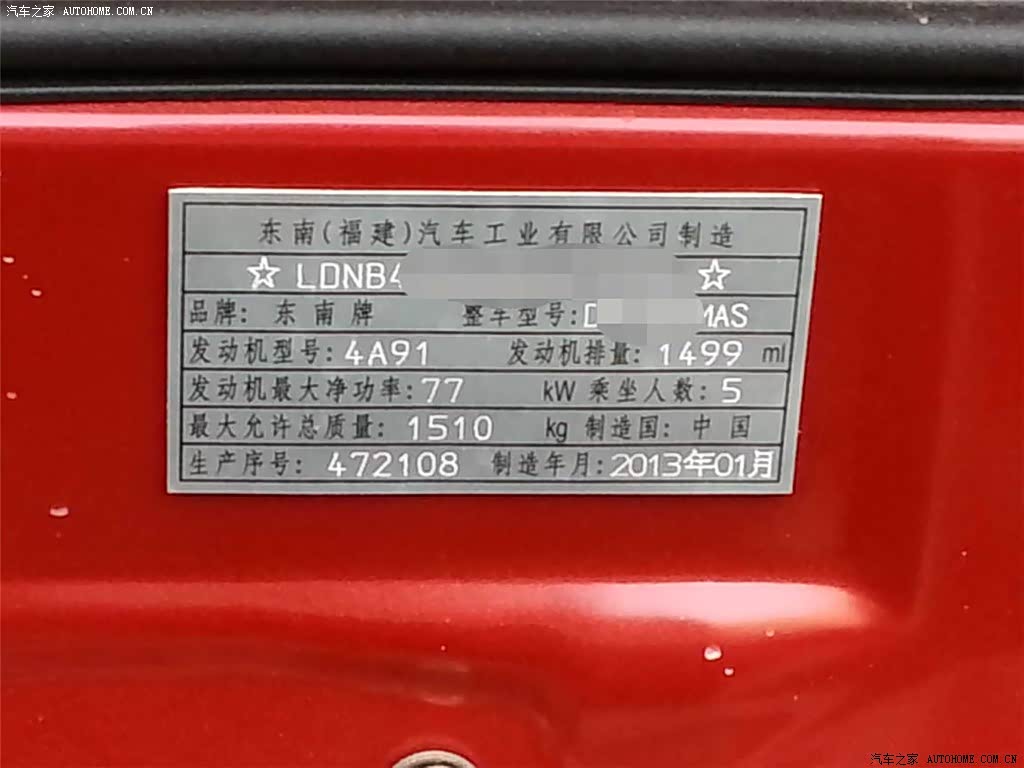 汽车之家 AUTOHOME.COM.CN
东南(福建)汽车工业有限公司制造
☆ LDNB4 ☆
品牌: 东南牌 整车型号:D MAS
发动机型号: 4A91 发动机排量: 1499 ml
发动机最大净功率: 77 kW 乘坐人数: 5
最大允许总质量: 1510 kg 制造国: 中国
生产序号: 472108 制造年月: 2013年01月
汽车之家 AUTOHOME.COM.CN